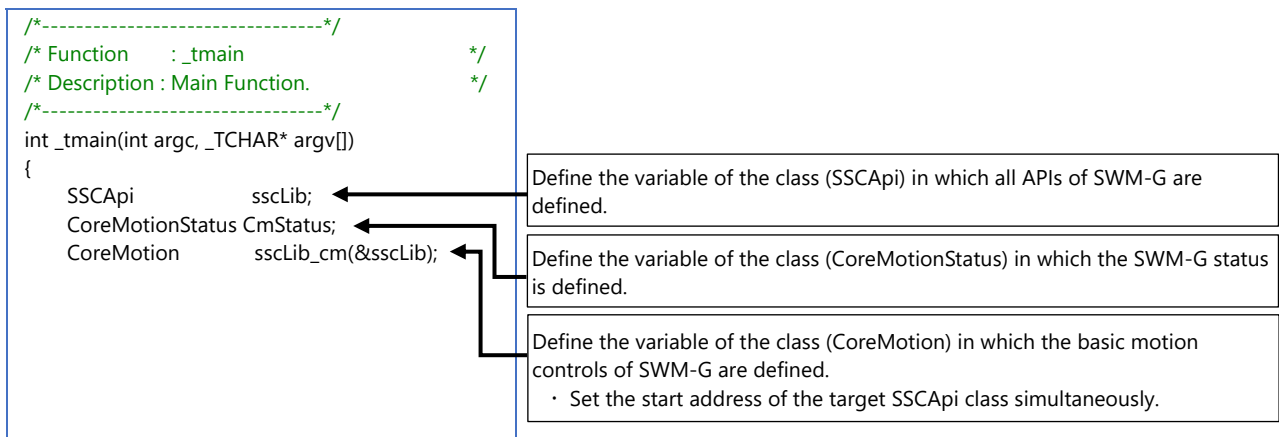 /*---------------------------------*/
/* Function : _tmain */
/* Description : Main Function. */
/*---------------------------------*/
int _tmain(int argc, _TCHAR* argv[])
{
SSCApi sscLib;
CoreMotionStatus CmStatus;
CoreMotion sscLib_cm(&sscLib);
Define the variable of the class (SSCApi) in which all APIs of SWM-G are
defined.
Define the variable of the class (CoreMotionStatus) in which the SWM-G status
is defined.
Define the variable of the class (CoreMotion) in which the basic motion
controls of SWM-G are defined.
・ Set the start address of the target SSCApi class simultaneously.